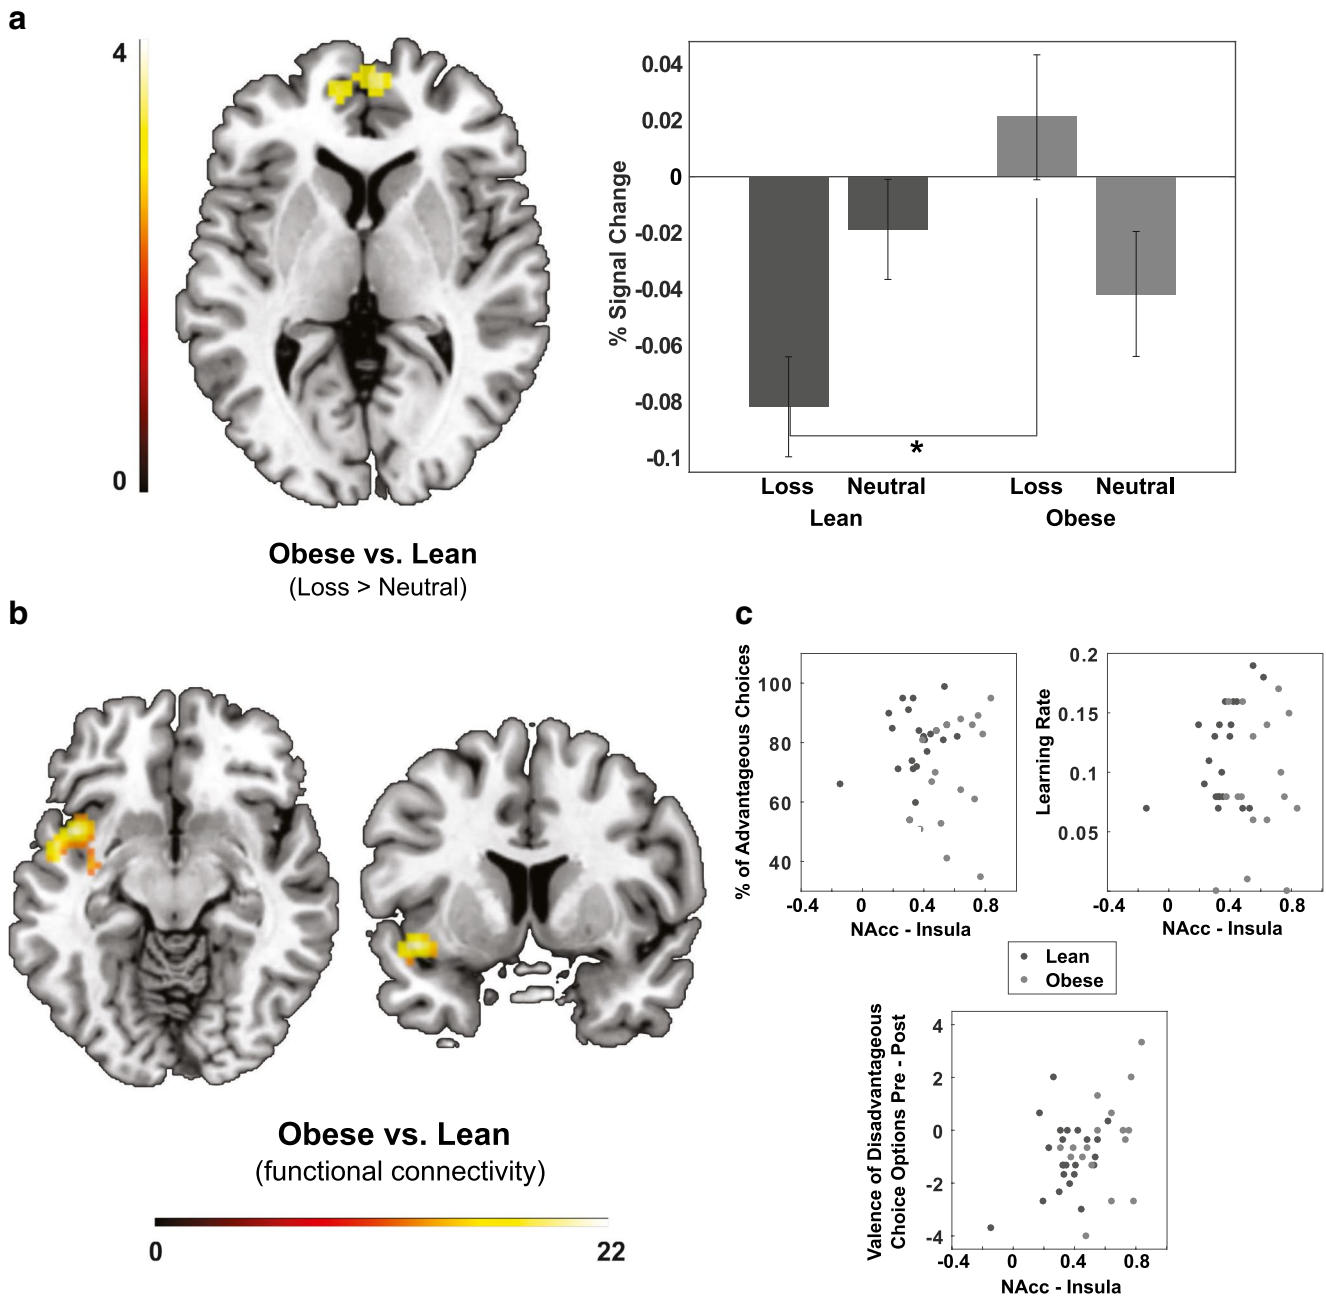 a
4
0
Obese vs. Lean
(Loss > Neutral)
% Signal Change
0.04
0.02
0
-0.02
-0.04
-0.06
-0.08
-0.1
*
Loss Neutral Loss Neutral
Lean Obese
b
Obese vs. Lean
(functional connectivity)
0 22
c
% of Advantageous Choices
100
80
60
40
-0.4 0 0.4 0.8
NAcc - Insula
Learning Rate
0.2
0.15
0.1
0.05
-0.4 0 0.4 0.8
NAcc - Insula
Lean
Obese
Valence of Disadvantageous
Choice Options Pre - Post
4
2
0
-2
-4
-0.4 0 0.4 0.8
NAcc - Insula